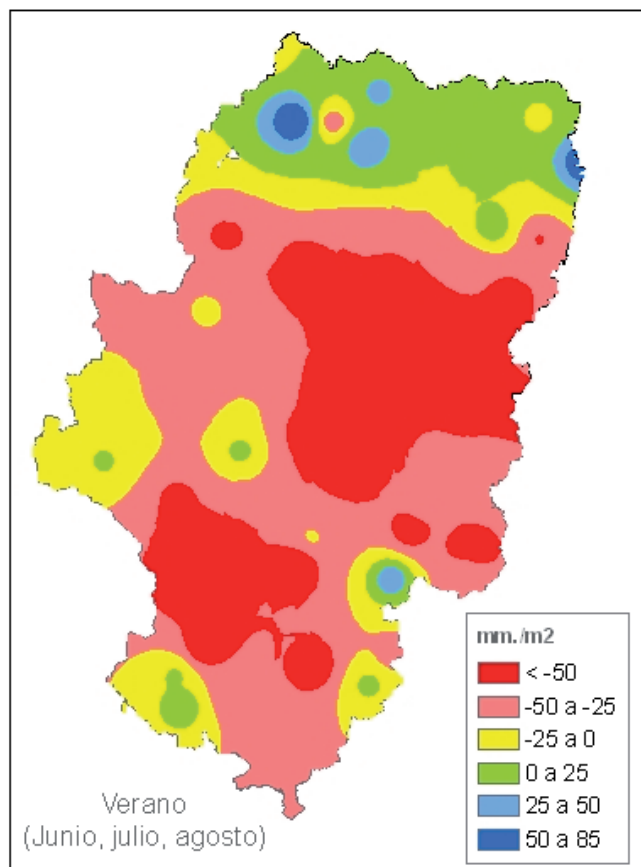 mm./m2
< -50
-50 a -25
-25 a 0
0 a 25
25 a 50
50 a 85
Verano
(Junio, julio, agosto)